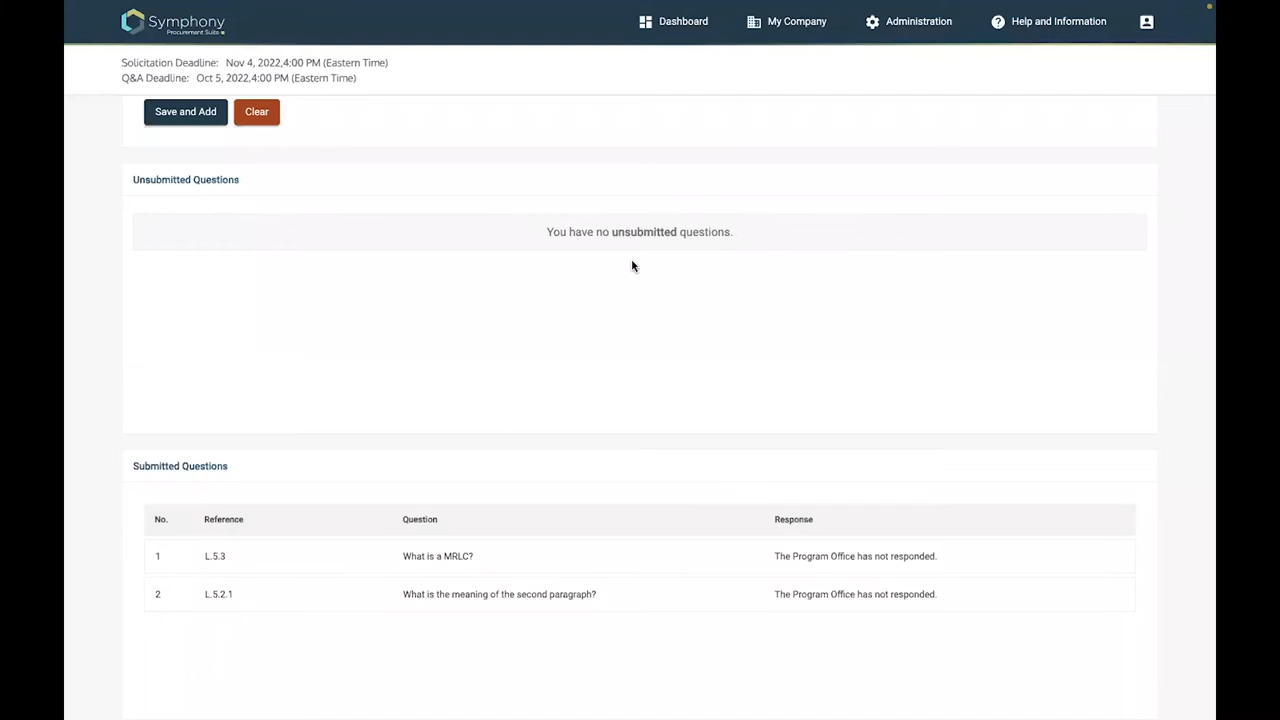 Symphony
Procurement Suite
Dashboard
My Company
Administration
Help and Information
Solicitation Deadline: Nov 4, 2022,4:00 PM (Eastern Time)
Q&A Deadline: Oct 5, 2022,4:00 PM (Eastern Time)
Save and Add
Clear
Unsubmitted Questions
You have no unsubmitted questions.
Submitted Questions
No. Reference Question Response
1 L.5.3 What is a MRLC? The Program Office has not responded.
2 L.5.2.1 What is the meaning of the second paragraph? The Program Office has not responded.